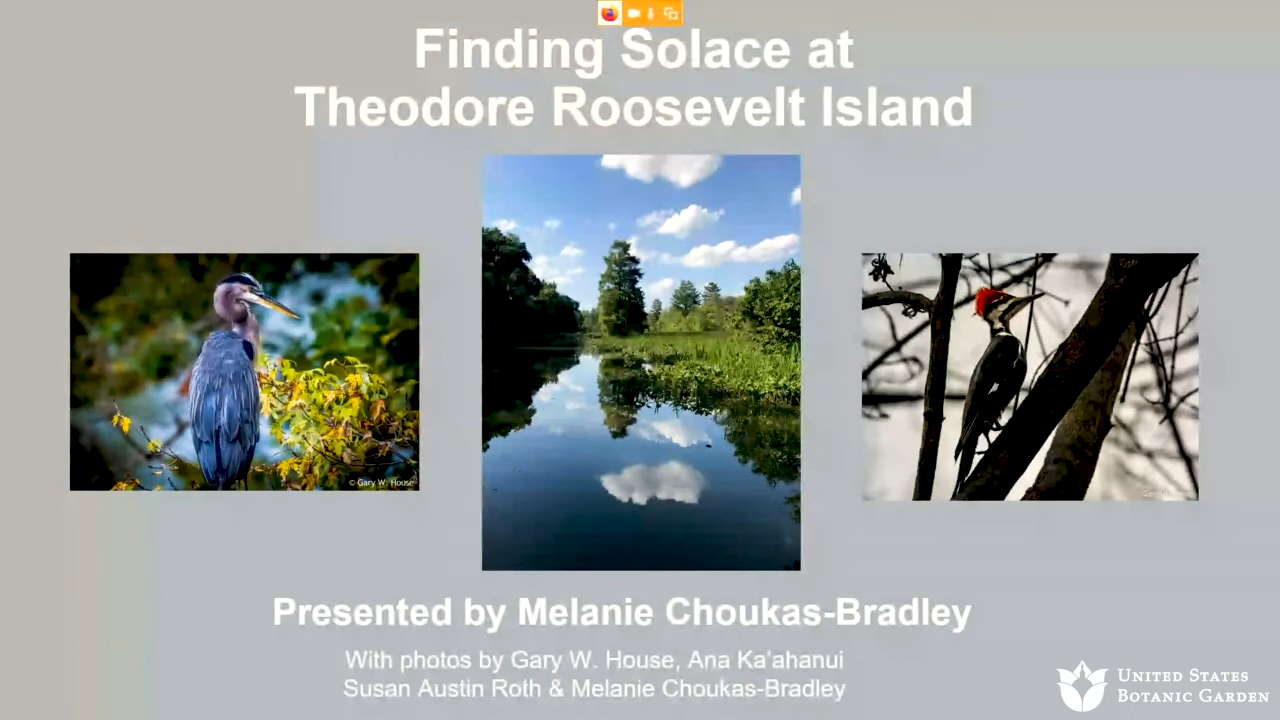 Finding Solace at
Theodore Roosevelt Island
© Gary W. House
Presented by Melanie Choukas-Bradley
With photos by Gary W. House, Ana Ka'ahanui
Susan Austin Roth & Melanie Choukas-Bradley
United States
Botanic Garden